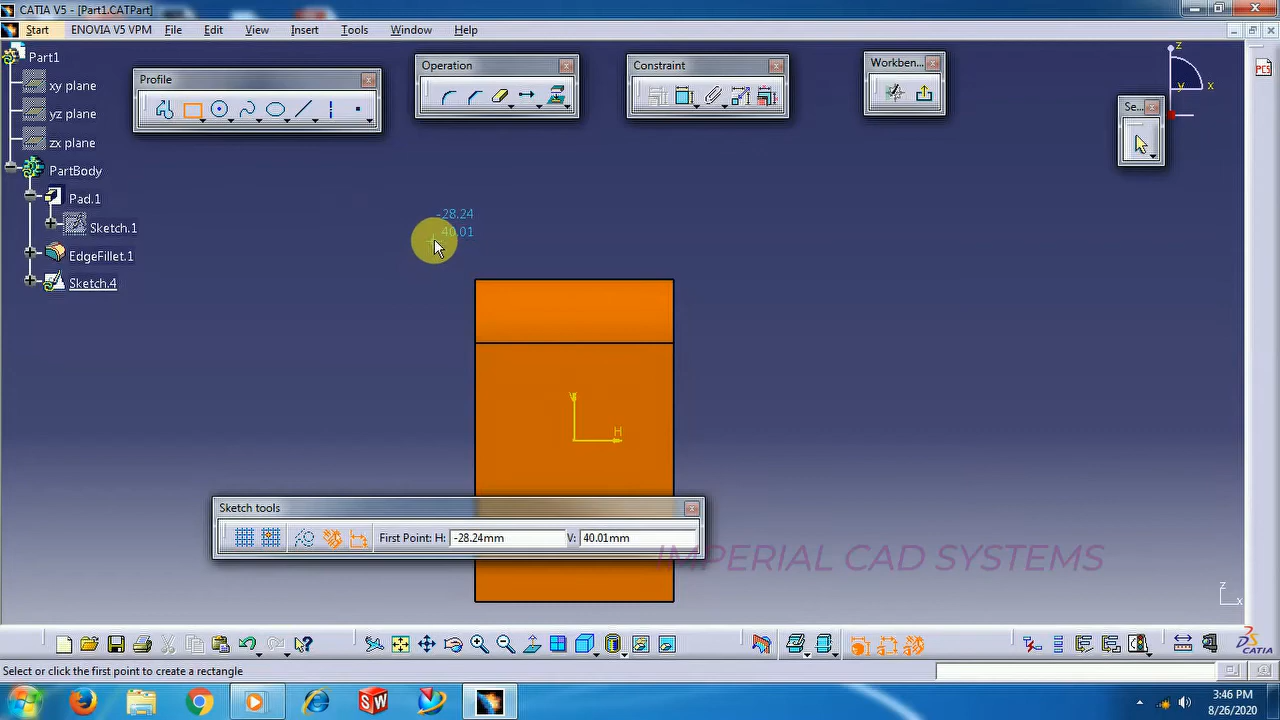 CATIA V5 - [Part1.CATPart]
Start
ENOVIA V5 VPM
File
Edit
View
Insert
Tools
Window
Help
Part1
xy plane
yz plane
zx plane
PartBody
Pad.1
Sketch.1
EdgeFillet.1
Sketch.4
Profile
Operation
Constraint
Workben...
Se...
z
y
x
PCS
-28.24
40.01
V
H
Sketch tools
First Point: H:
-28.24mm
V:
40.01mm
IMPERIAL CAD SYSTEMS
z
x
CATIA
Select or click the first point to create a rectangle
SW
3:46 PM
8/26/2020